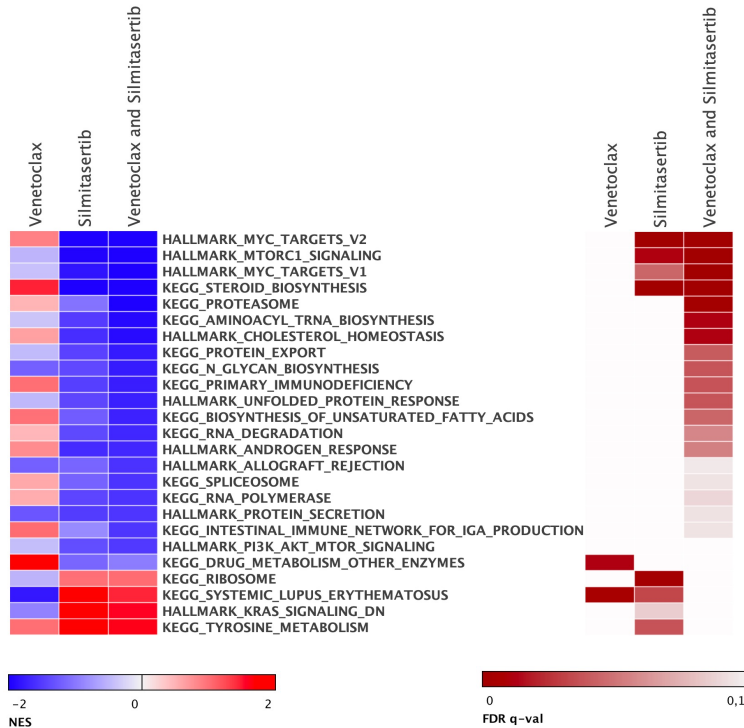 Venetoclax
Silmitasertib
Venetoclax and Silmitasertib
Venetoclax
Silmitasertib
Venetoclax and Silmitasertib
HALLMARK_MYC_TARGETS_V2
HALLMARK_MTORC1_SIGNALING
HALLMARK_MYC_TARGETS_V1
KEGG_STEROID_BIOSYNTHESIS
KEGG_PROTEASOME
KEGG_AMINOACYL_TRNA_BIOSYNTHESIS
HALLMARK_CHOLESTEROL_HOMEOSTASIS
KEGG_PROTEIN_EXPORT
KEGG_N_GLYCAN_BIOSYNTHESIS
KEGG_PRIMARY_IMMUNODEFICIENCY
HALLMARK_UNFOLDED_PROTEIN_RESPONSE
KEGG_BIOSYNTHESIS_OF_UNSATURATED_FATTY_ACIDS
KEGG_RNA_DEGRADATION
HALLMARK_ANDROGEN_RESPONSE
HALLMARK_ALLOGRAFT_REJECTION
KEGG_SPLICEOSOME
KEGG_RNA_POLYMERASE
HALLMARK_PROTEIN_SECRETION
KEGG_INTESTINAL_IMMUNE_NETWORK_FOR_IGA_PRODUCTION
HALLMARK_PI3K_AKT_MTOR_SIGNALING
KEGG_DRUG_METABOLISM_OTHER_ENZYMES
KEGG_RIBOSOME
KEGG_SYSTEMIC_LUPUS_ERYTHEMATOSUS
HALLMARK_KRAS_SIGNALING_DN
KEGG_TYROSINE_METABOLISM
−2 0 2
NES
0 0,1
FDR q-val